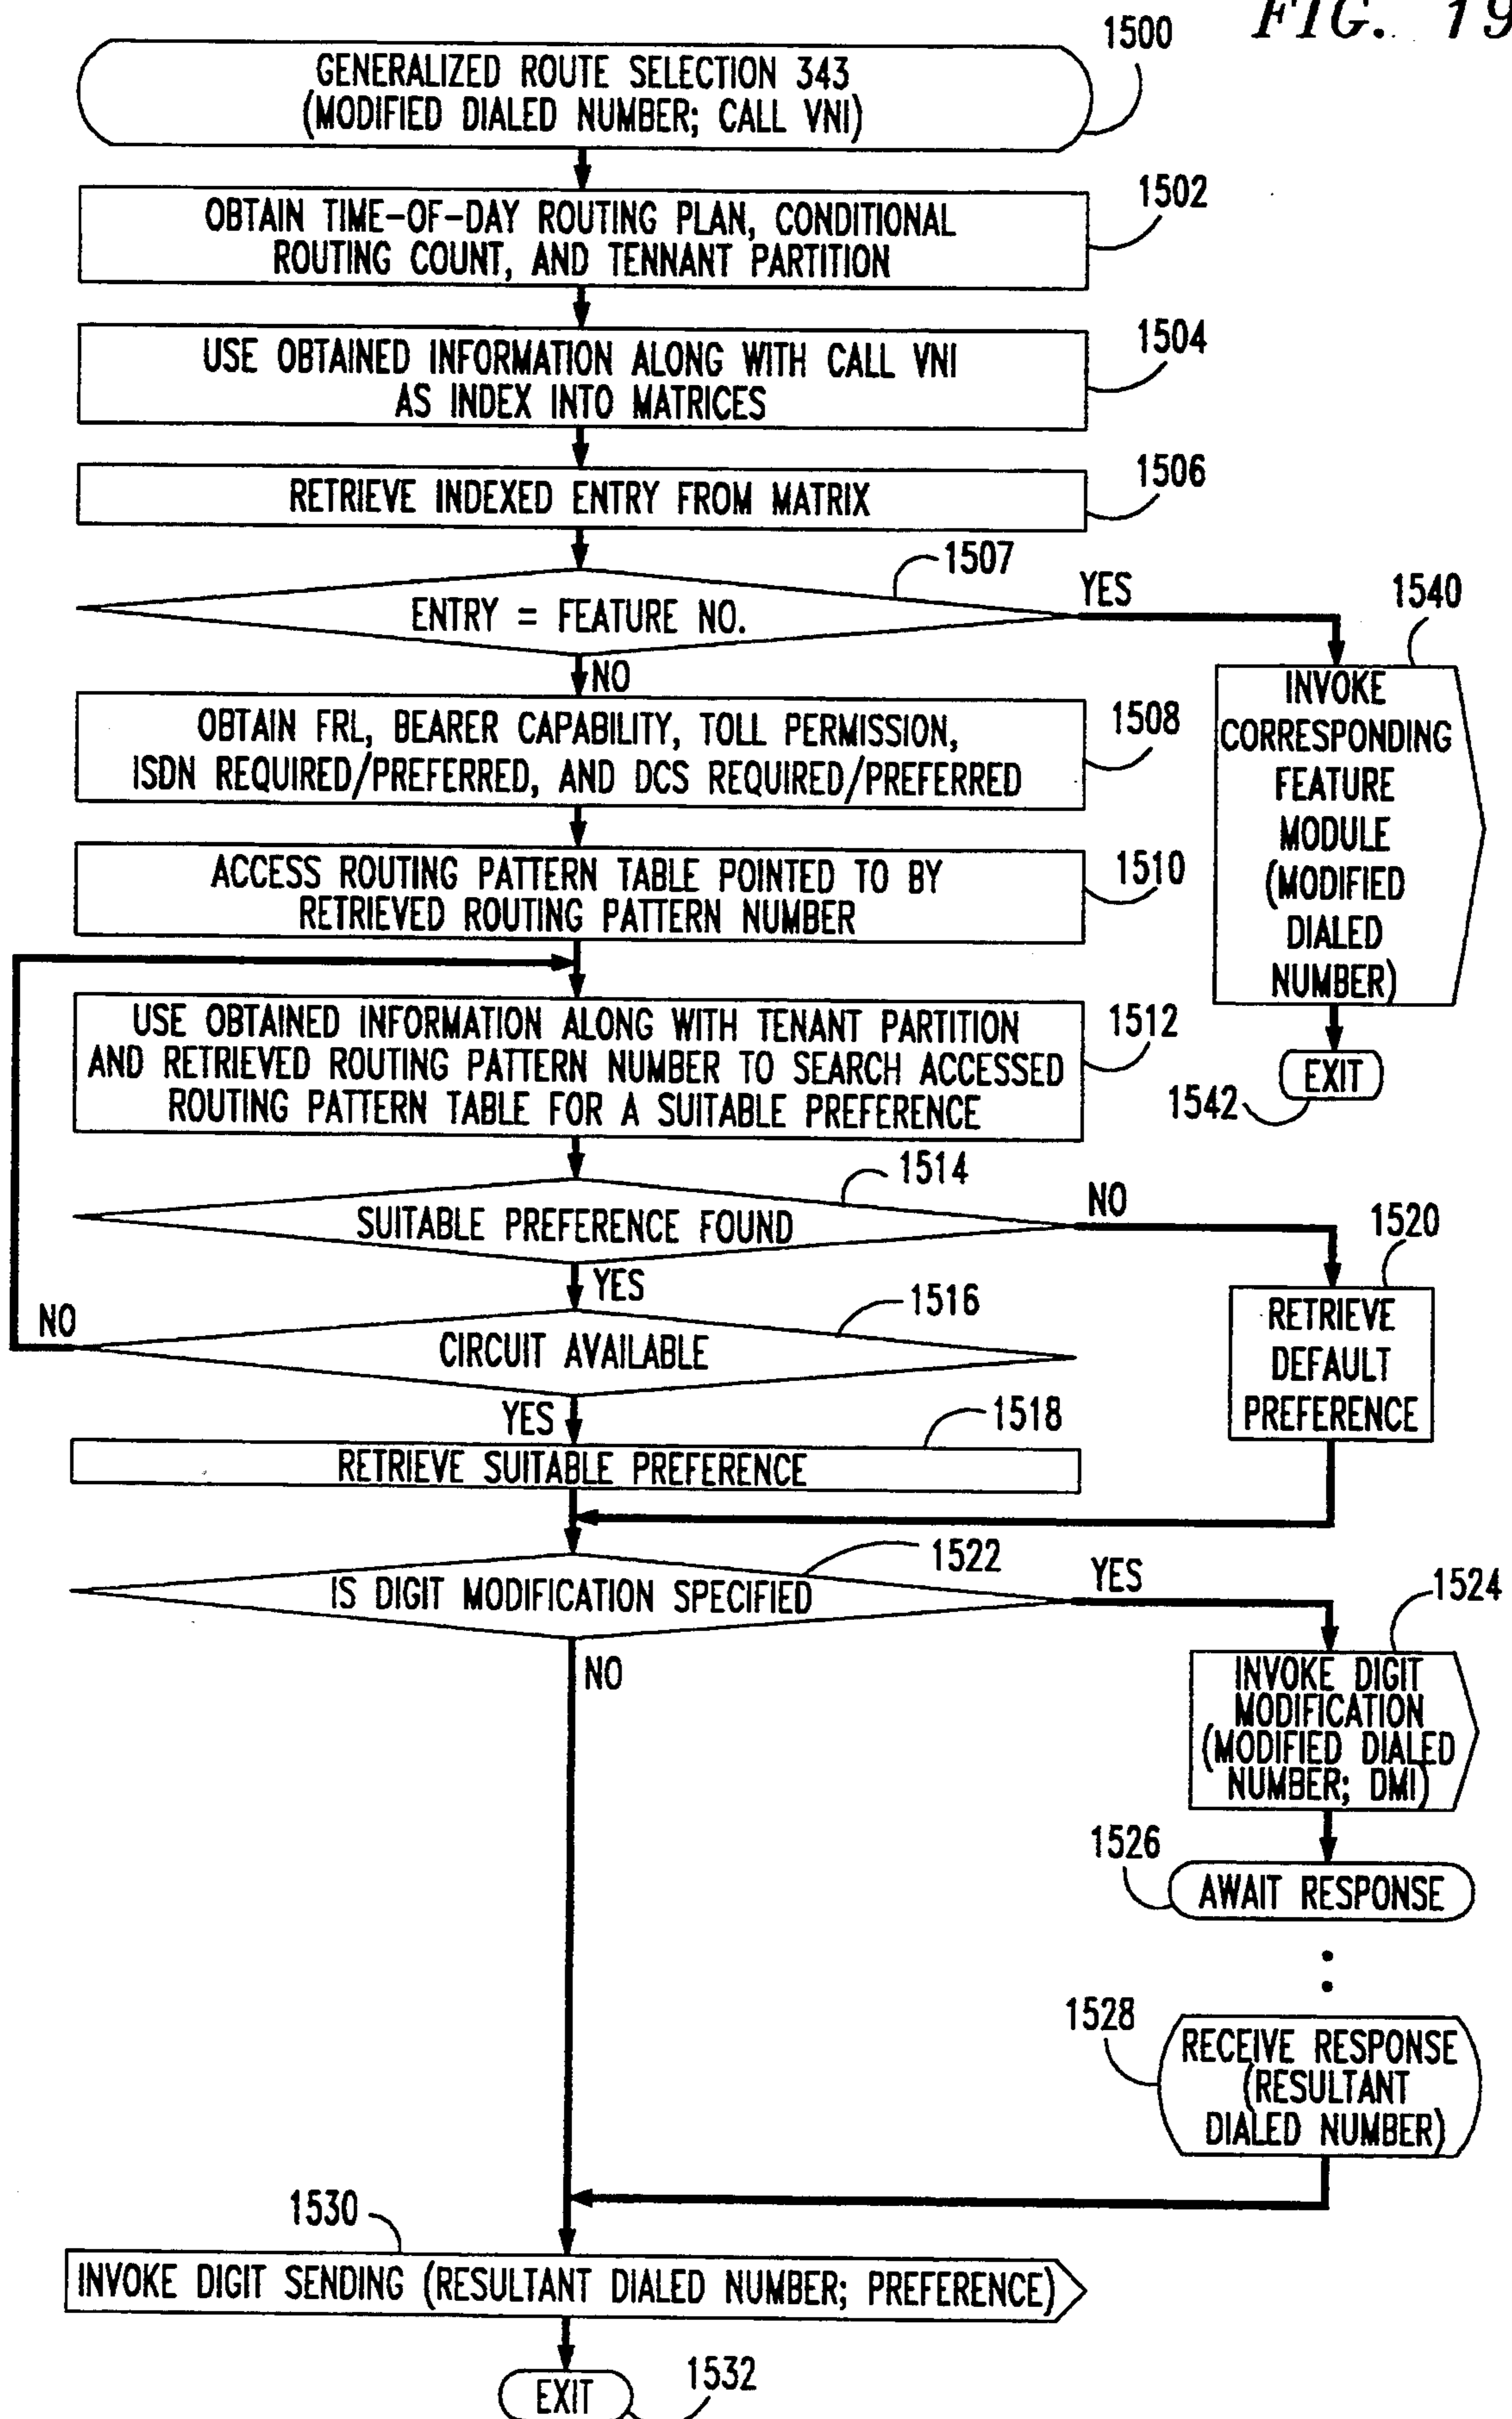 FIG. 19
1500
GENERALIZED ROUTE SELECTION 343
(MODIFIED DIALED NUMBER; CALL VNI)
1502
OBTAIN TIME-OF-DAY ROUTING PLAN, CONDITIONAL
ROUTING COUNT, AND TENNANT PARTITION
1504
USE OBTAINED INFORMATION ALONG WITH CALL VNI
AS INDEX INTO MATRICES
1506
RETRIEVE INDEXED ENTRY FROM MATRIX
1507
ENTRY = FEATURE NO.
YES
NO
1540
INVOKE
CORRESPONDING
FEATURE
MODULE
(MODIFIED
DIALED
NUMBER)
EXIT
1542
1508
OBTAIN FRL, BEARER CAPABILITY, TOLL PERMISSION,
ISDN REQUIRED/PREFERRED, AND DCS REQUIRED/PREFERRED
1510
ACCESS ROUTING PATTERN TABLE POINTED TO BY
RETRIEVED ROUTING PATTERN NUMBER
1512
USE OBTAINED INFORMATION ALONG WITH TENANT PARTITION
AND RETRIEVED ROUTING PATTERN NUMBER TO SEARCH ACCESSED
ROUTING PATTERN TABLE FOR A SUITABLE PREFERENCE
1514
SUITABLE PREFERENCE FOUND
NO
YES
1520
RETRIEVE
DEFAULT
PREFERENCE
1516
CIRCUIT AVAILABLE
NO
YES
1518
RETRIEVE SUITABLE PREFERENCE
1522
IS DIGIT MODIFICATION SPECIFIED
YES
NO
1524
INVOKE DIGIT
MODIFICATION
(MODIFIED DIALED
NUMBER; DMI)
1526
AWAIT RESPONSE
1528
RECEIVE RESPONSE
(RESULTANT
DIALED NUMBER)
1530
INVOKE DIGIT SENDING (RESULTANT DIALED NUMBER; PREFERENCE)
EXIT
1532